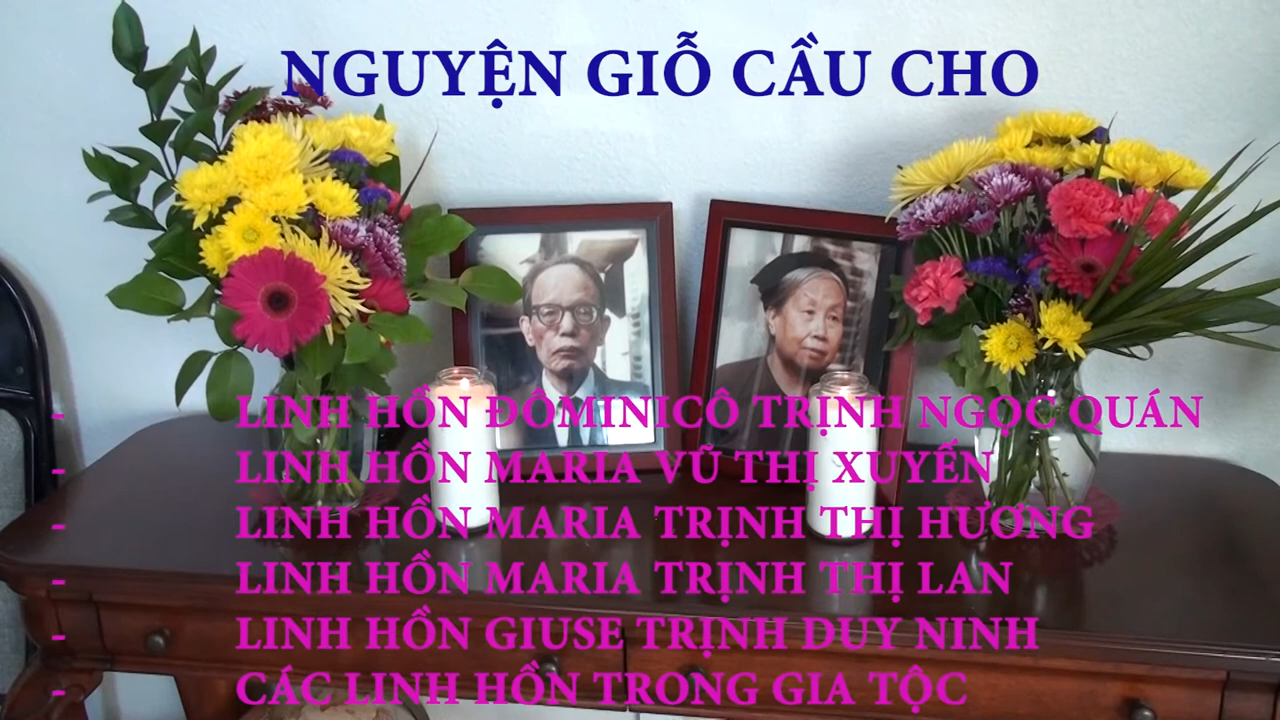 NGUYỆN GIỖ CẦU CHO
- LINH HỒN ĐÔMINICÔ TRỊNH NGỌC QUÁN
- LINH HỒN MARIA VŨ THỊ XUYẾN
- LINH HỒN MARIA TRỊNH THỊ HƯƠNG
- LINH HỒN MARIA TRỊNH THỊ LAN
- LINH HỒN GIUSE TRỊNH DUY NINH
- CÁC LINH HỒN TRONG GIA TỘC